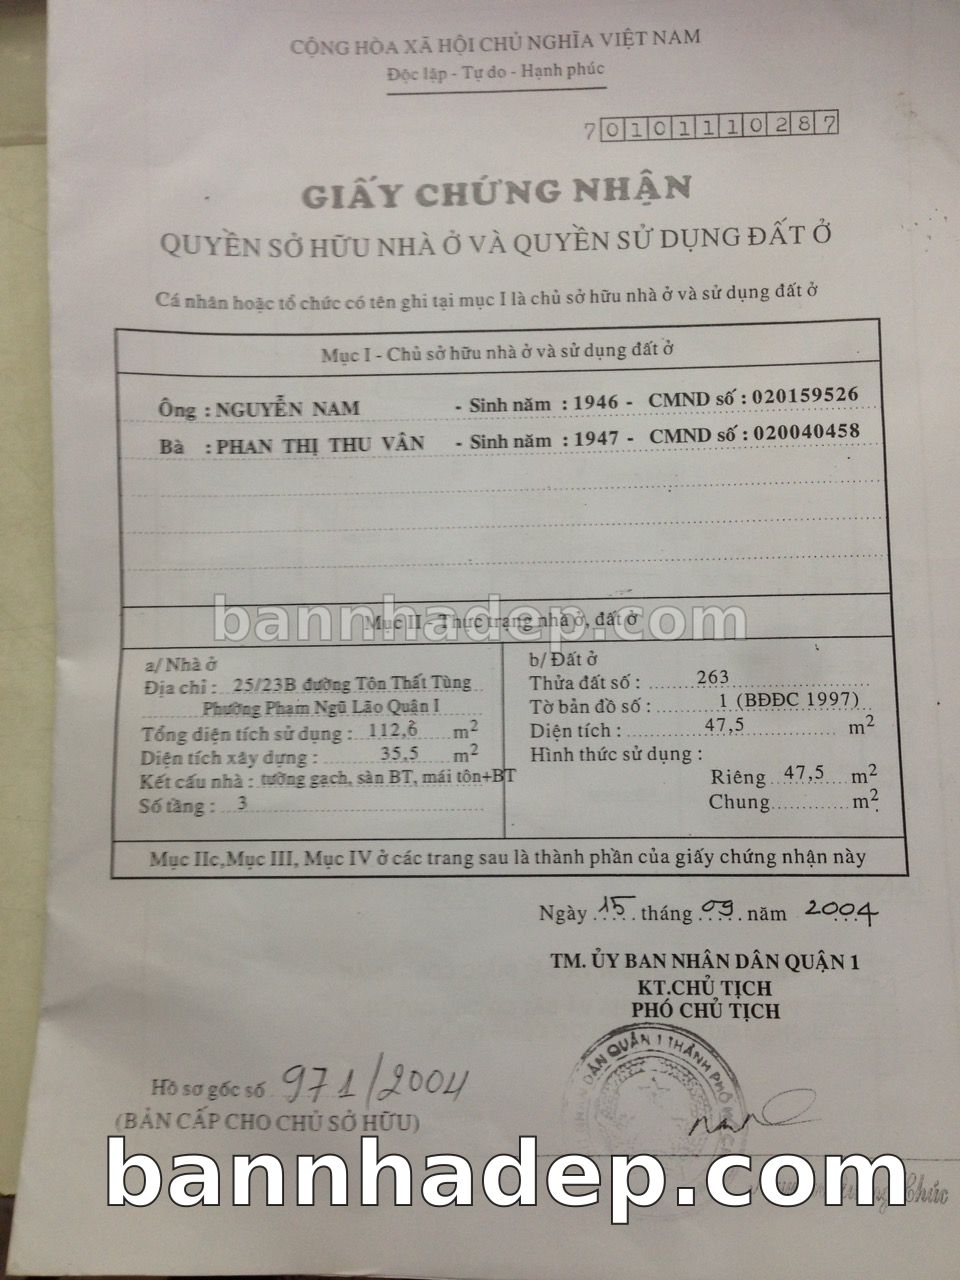 CỘNG HÒA XÃ HỘI CHỦ NGHĨA VIỆT NAM
Độc lập - Tự do - Hạnh phúc
70101110287
GIẤY CHỨNG NHẬN
QUYỀN SỞ HỮU NHÀ Ở VÀ QUYỀN SỬ DỤNG ĐẤT Ở
Cá nhân hoặc tổ chức có tên ghi tại mục I là chủ sở hữu nhà ở và sử dụng đất ở
Mục I - Chủ sở hữu nhà ở và sử dụng đất ở
Ông : NGUYỄN NAM - Sinh năm : 1946 - CMND số : 020159526
Bà : PHAN THỊ THU VÂN - Sinh năm : 1947 - CMND số : 020040458
bannhadep.com
Mục II - Thực trạng nhà ở, đất ở
a/ Nhà ở
Địa chỉ : 25/23B đường Tôn Thất Tùng
Phường Phạm Ngũ Lão Quận I
Tổng diện tích sử dụng : 112,6 m2
Diện tích xây dựng : 35,5 m2
Kết cấu nhà : tường gạch, sàn BT, mái tôn+BT
Số tầng : 3
b/ Đất ở
Thửa đất số : 263
Tờ bản đồ số : 1 (BĐĐC 1997)
Diện tích : 47,5 m2
Hình thức sử dụng :
Riêng 47,5 m2
Chung m2
Mục IIc, Mục III, Mục IV ở các trang sau là thành phần của giấy chứng nhận này
Ngày 15 tháng 09 năm 2004
TM. ỦY BAN NHÂN DÂN QUẬN 1
KT.CHỦ TỊCH
PHÓ CHỦ TỊCH
DÂN QUẬN 1 THÀNH PHỐ
Hồ sơ gốc số 971/2004
(BẢN CẤP CHO CHỦ SỞ HỮU)
bannhadep.com
Chúc